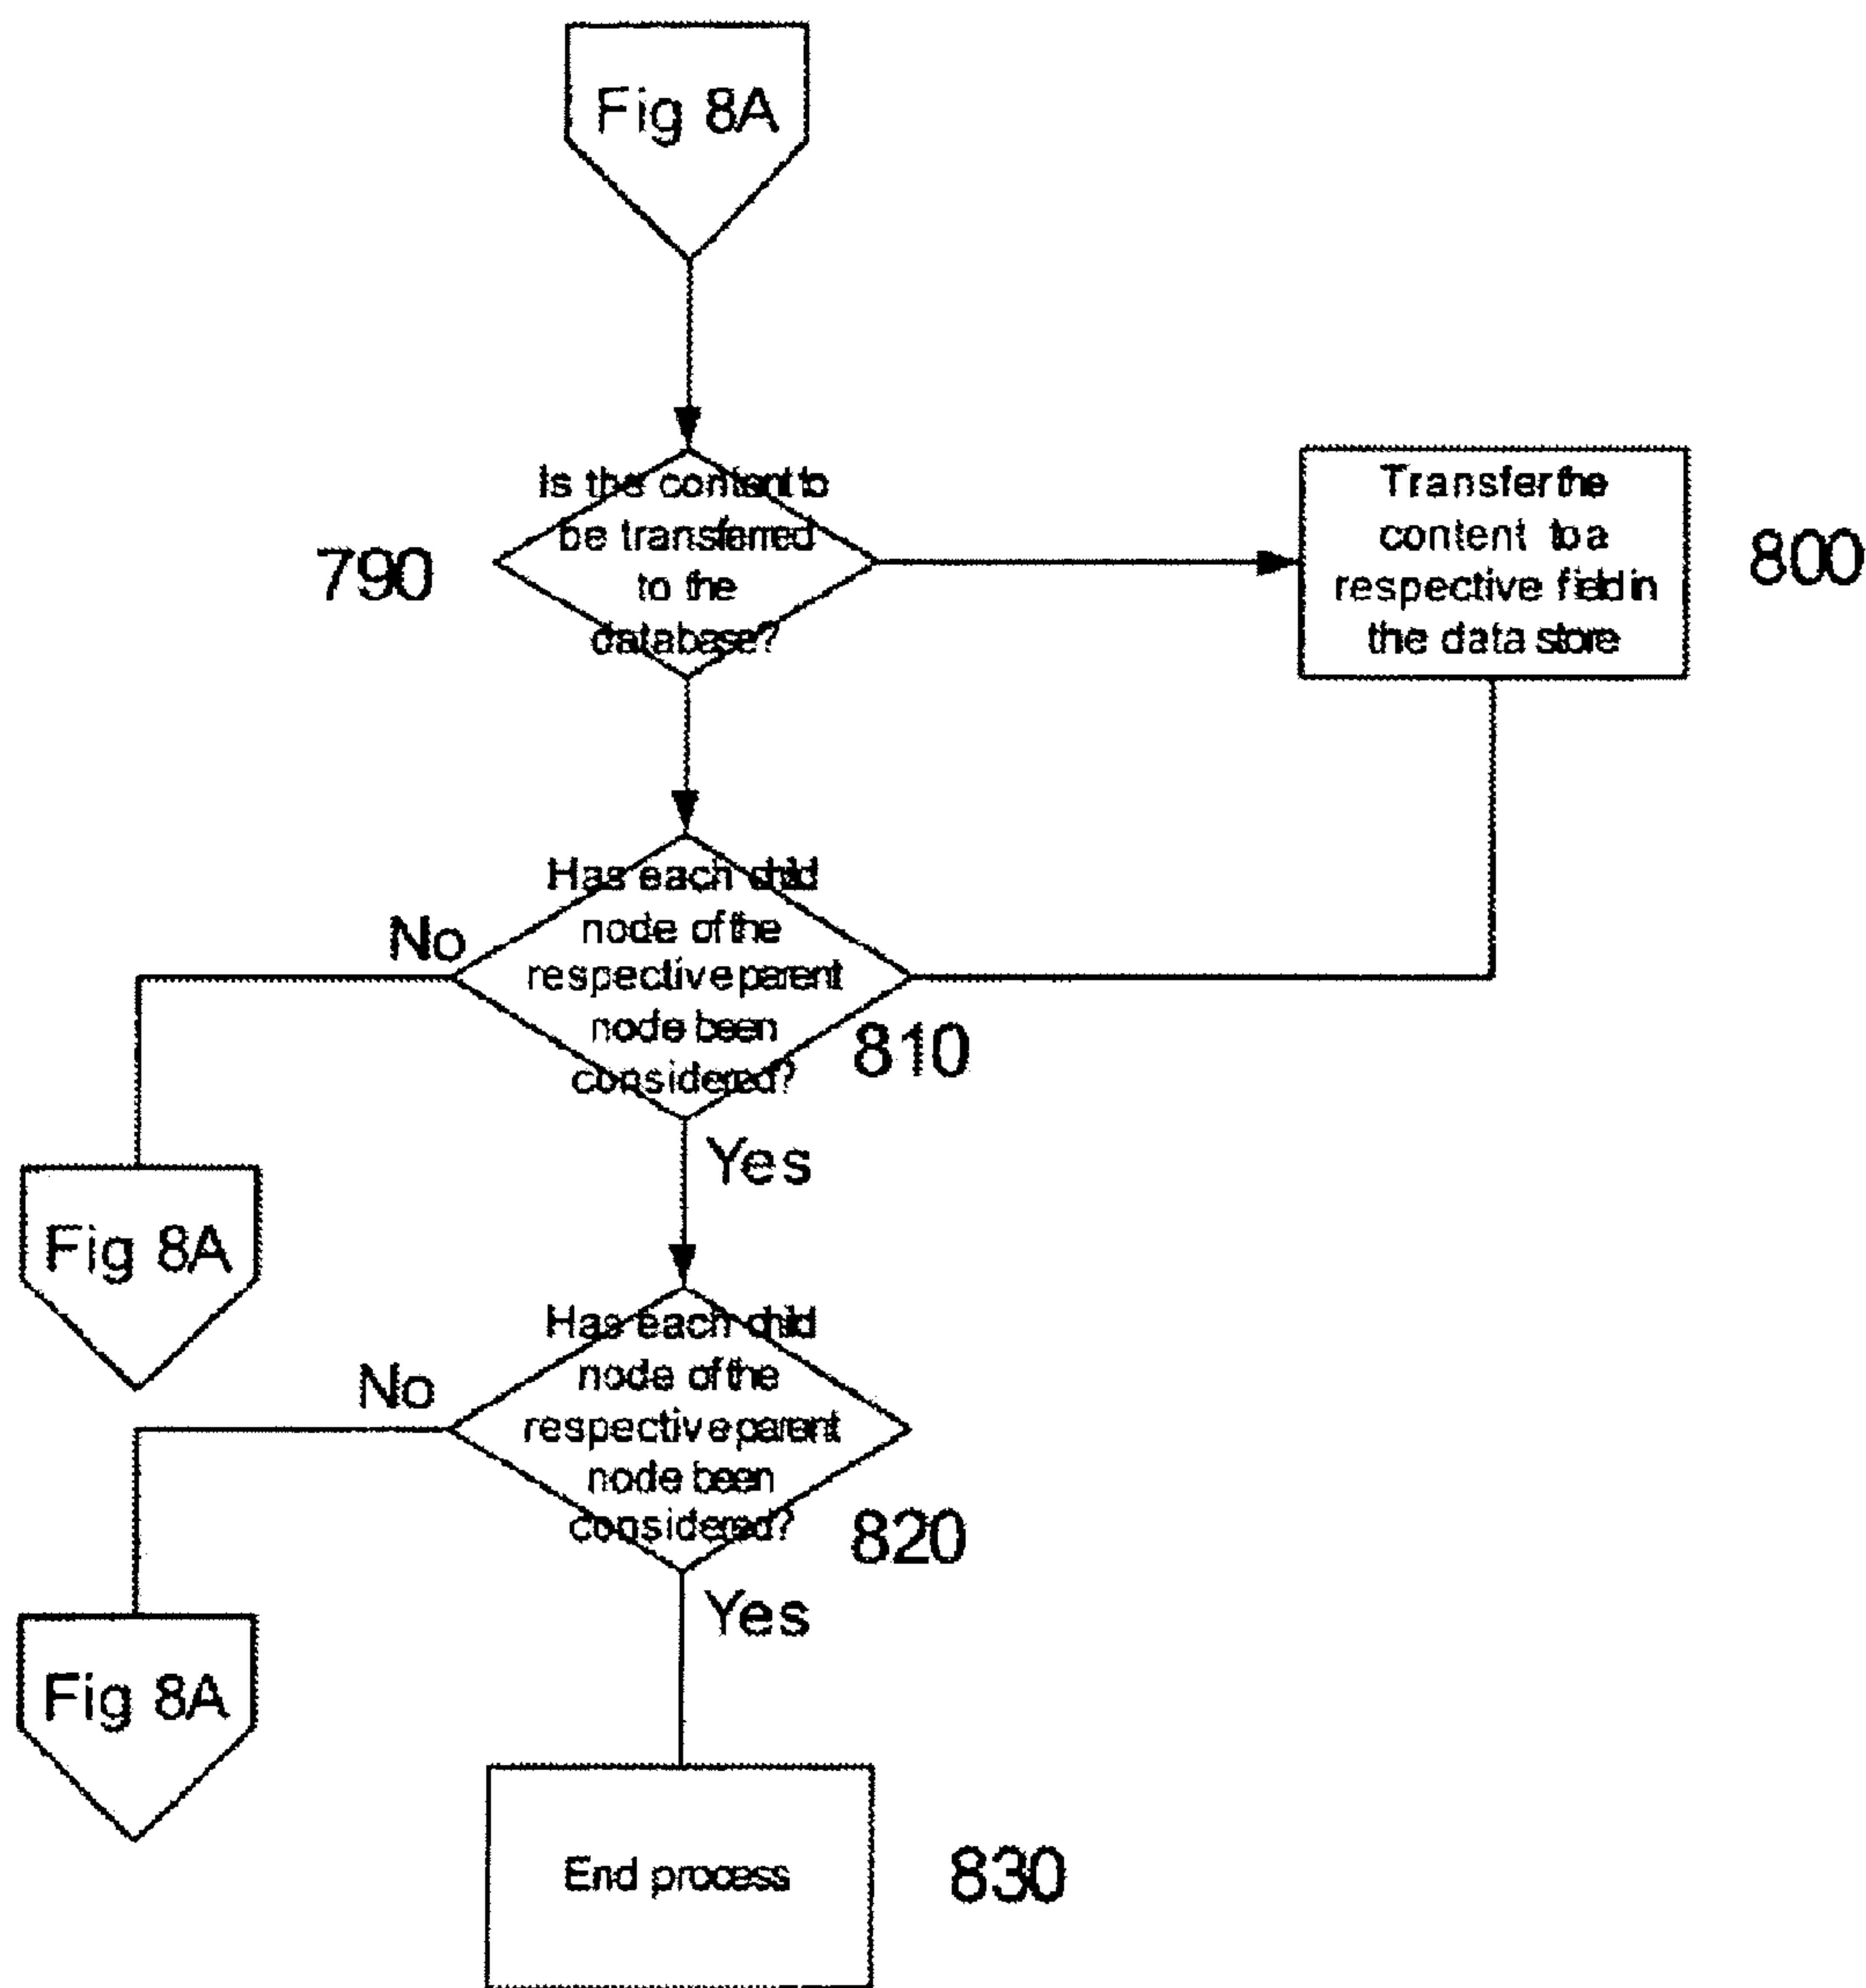 Fig 8A
Is the content to
be transferred
to the
database?
790
Transfer the
content to a
respective field in
the data store
800
Has each child
node of the
respective parent
node been
considered?
No
810
Yes
Fig 8A
Has each child
node of the
respective parent
node been
considered?
No
820
Yes
Fig 8A
End process
830